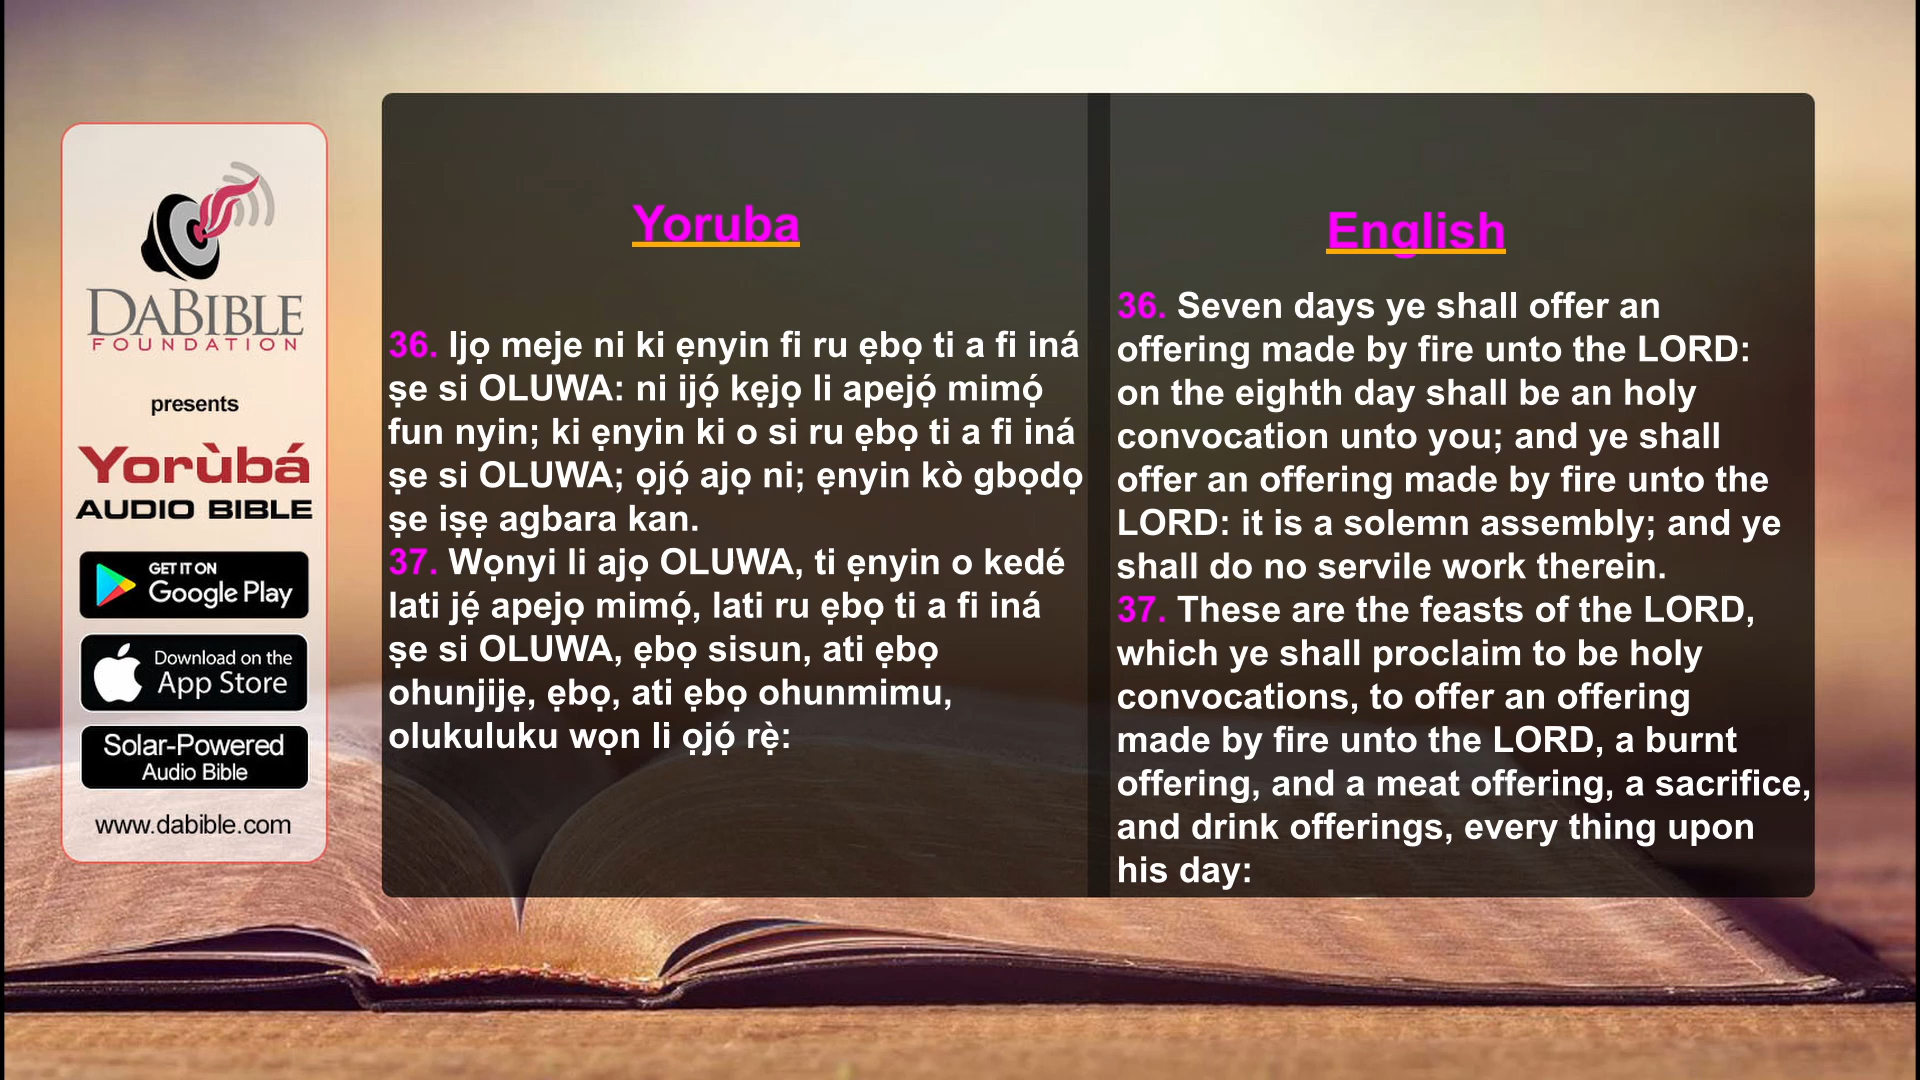 DABIBLE
FOUNDATION
presents
Yorùbá
AUDIO BIBLE
GET IT ON
Google Play
Download on the
App Store
Solar-Powered
Audio Bible
www.dabible.com
Yoruba
36. Ijọ meje ni ki ẹnyin fi ru ẹbọ ti a fi iná
ṣe si OLUWA: ni ijọ́ kẹjọ li apejọ́ mimọ́
fun nyin; ki ẹnyin ki o si ru ẹbọ ti a fi iná
ṣe si OLUWA; ọjọ́ ajọ ni; ẹnyin kò gbọdọ
ṣe iṣẹ agbara kan.
37. Wọnyi li ajọ OLUWA, ti ẹnyin o kedé
lati jẹ́ apejọ mimọ́, lati ru ẹbọ ti a fi iná
ṣe si OLUWA, ẹbọ sisun, ati ẹbọ
ohunjijẹ, ẹbọ, ati ẹbọ ohunmimu,
olukuluku wọn li ọjọ́ rẹ̀:
English
36. Seven days ye shall offer an
offering made by fire unto the LORD:
on the eighth day shall be an holy
convocation unto you; and ye shall
offer an offering made by fire unto the
LORD: it is a solemn assembly; and ye
shall do no servile work therein.
37. These are the feasts of the LORD,
which ye shall proclaim to be holy
convocations, to offer an offering
made by fire unto the LORD, a burnt
offering, and a meat offering, a sacrifice,
and drink offerings, every thing upon
his day: